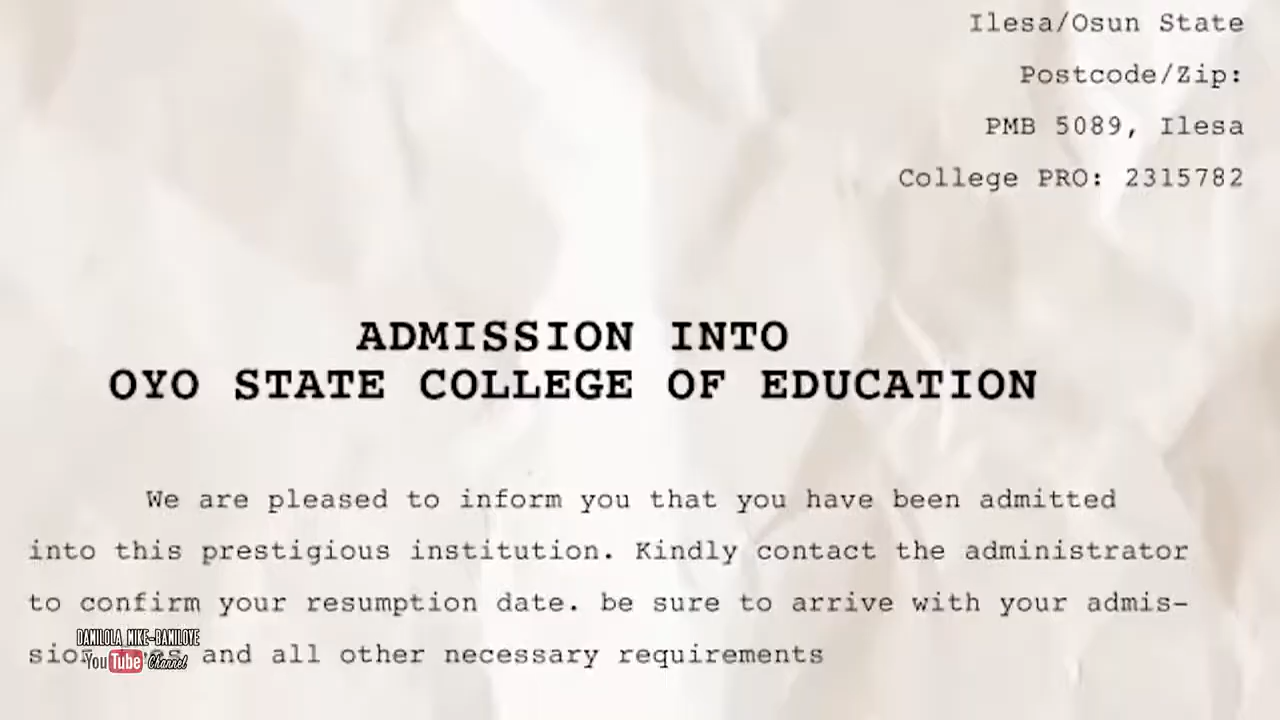 Ilesa/Osun State
Postcode/Zip:
PMB 5089, Ilesa
College PRO: 2315782
ADMISSION INTO
OYO STATE COLLEGE OF EDUCATION
We are pleased to inform you that you have been admitted
into this prestigious institution. Kindly contact the administrator
to confirm your resumption date. be sure to arrive with your admis-
and all other necessary requirements
DAMILOLA MIKE-BAMILOYE
YouTube Channel